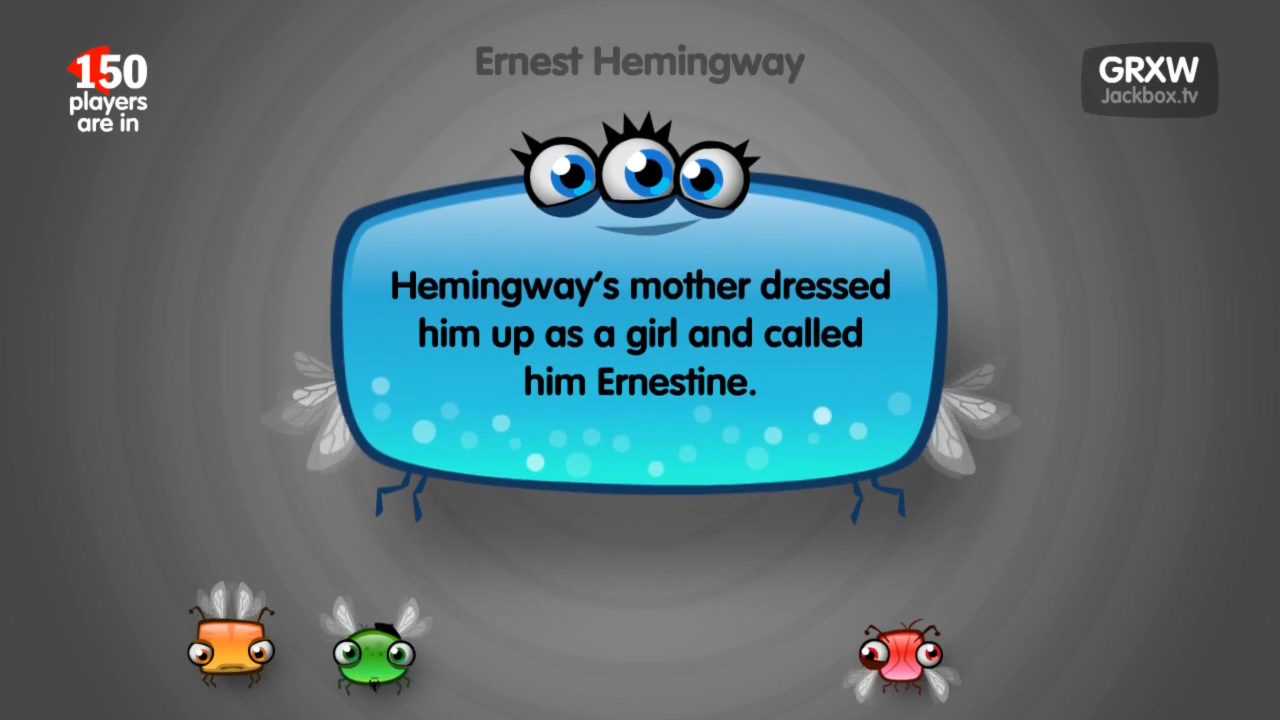 150
players
are in
Ernest Hemingway
GRXW
Jackbox.tv
Hemingway's mother dressed
him up as a girl and called
him Ernestine.